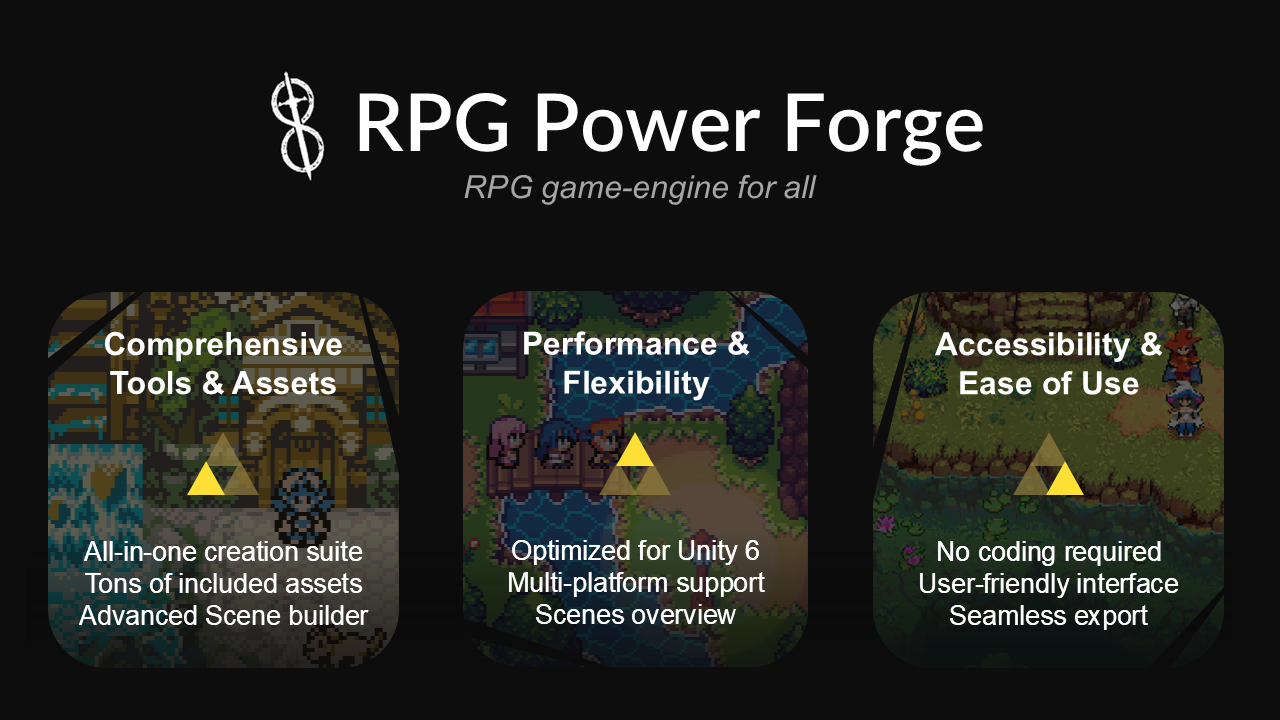 RPG Power Forge
RPG game-engine for all
Comprehensive
Tools & Assets
All-in-one creation suite
Tons of included assets
Advanced Scene builder
Performance &
Flexibility
Optimized for Unity 6
Multi-platform support
Scenes overview
Accessibility &
Ease of Use
No coding required
User-friendly interface
Seamless export